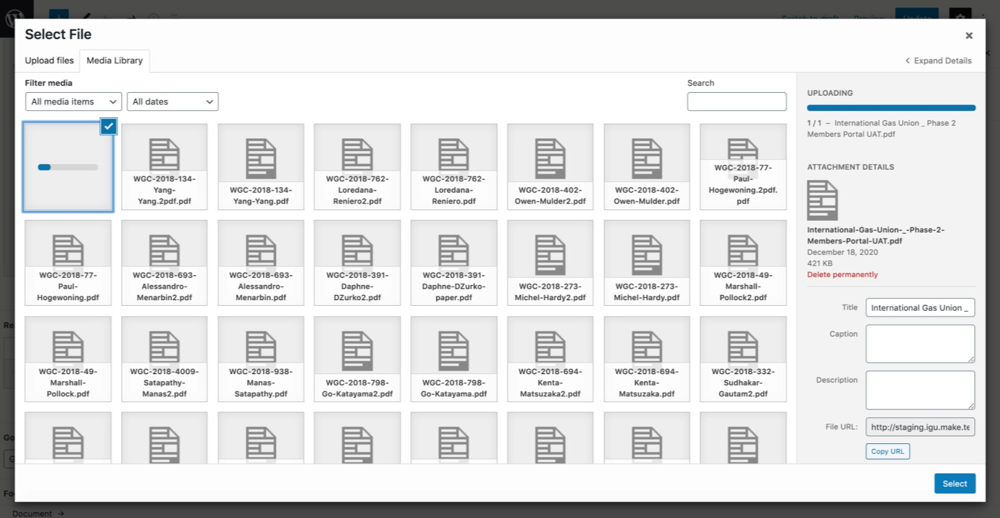 Switch to draft Preview Update
Select File
Upload files
Media Library
Expand Details
Filter media
Search
All media items
All dates
UPLOADING
1 / 1 – International Gas Union _ Phase 2
Members Portal UAT.pdf
WGC-2018-134-
Yang-
Yang.2pdf.pdf
WGC-2018-134-
Yang-Yang.pdf
WGC-2018-762-
Loredana-
Reniero2.pdf
WGC-2018-762-
Loredana-
Reniero.pdf
WGC-2018-402-
Owen-Mulder2.pdf
WGC-2018-402-
Owen-Mulder.pdf
WGC-2018-77-
Paul-
Hogewoning.2pdf.
pdf
ATTACHMENT DETAILS
International-Gas-Union-_-Phase-2-
Members-Portal-UAT.pdf
December 18, 2020
421 KB
Delete permanently
WGC-2018-77-
Paul-
Hogewoning.pdf
WGC-2018-693-
Alessandro-
Menarbin2.pdf
WGC-2018-693-
Alessandro-
Menarbin.pdf
WGC-2018-391-
Daphne-
DZurko2.pdf
WGC-2018-391-
Daphne-DZurko-
paper.pdf
WGC-2018-273-
Michel-Hardy2.pdf
WGC-2018-273-
Michel-Hardy.pdf
WGC-2018-49-
Marshall-
Pollock2.pdf
Title
International Gas Union _
Caption
Description
File URL:
http://staging.igu.make.te
Copy URL
WGC-2018-49-
Marshall-
Pollock.pdf
WGC-2018-4009-
Satapathy-
Manas2.pdf
WGC-2018-938-
Manas-
Satapathy.pdf
WGC-2018-798-
Go-Katayama2.pdf
WGC-2018-798-
Go-Katayama.pdf
WGC-2018-694-
Kenta-
Matsuzaka2.pdf
WGC-2018-694-
Kenta-
Matsuzaka.pdf
WGC-2018-332-
Sudhakar-
Gautam2.pdf
Select
Document